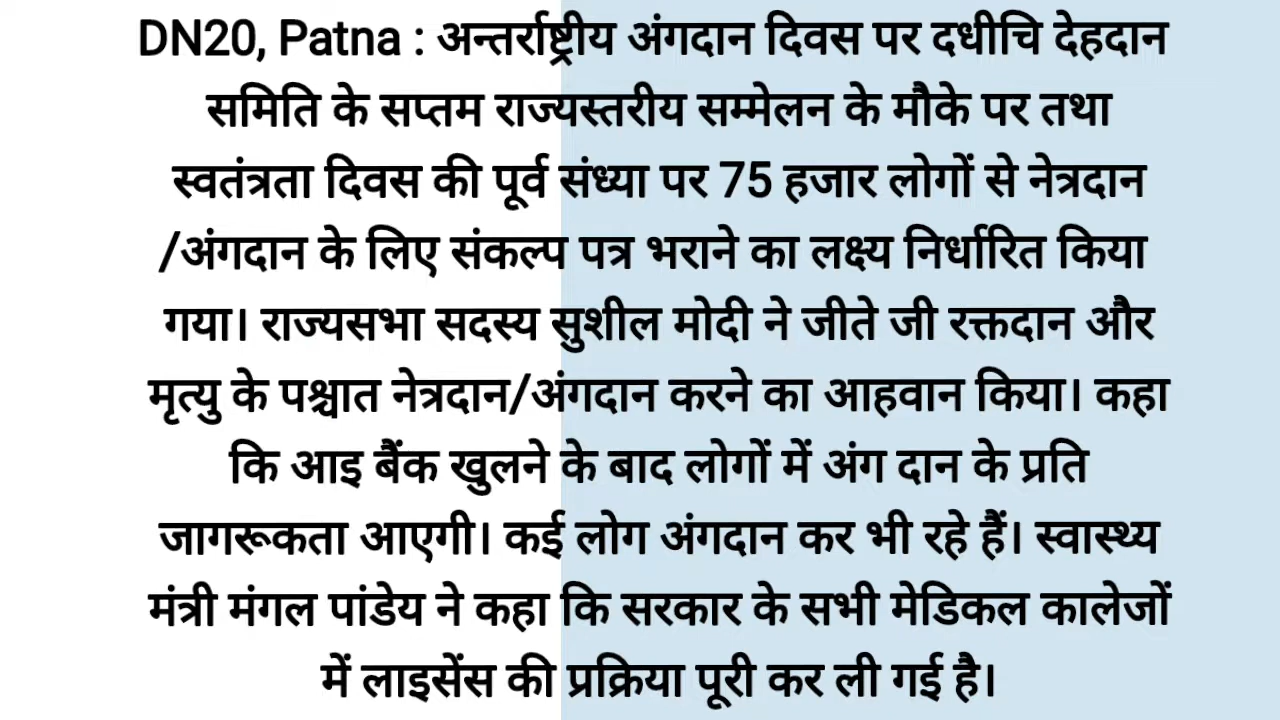 DN20, Patna : अन्तर्राष्ट्रीय अंगदान दिवस पर दधीचि देहदान
समिति के सप्तम राज्यस्तरीय सम्मेलन के मौके पर तथा
स्वतंत्रता दिवस की पूर्व संध्या पर 75 हजार लोगों से नेत्रदान
/अंगदान के लिए संकल्प पत्र भराने का लक्ष्य निर्धारित किया
गया। राज्यसभा सदस्य सुशील मोदी ने जीते जी रक्तदान और
मृत्यु के पश्चात नेत्रदान/अंगदान करने का आहवान किया। कहा
कि आइ बैंक खुलने के बाद लोगों में अंग दान के प्रति
जागरूकता आएगी। कई लोग अंगदान कर भी रहे हैं। स्वास्थ्य
मंत्री मंगल पांडेय ने कहा कि सरकार के सभी मेडिकल कालेजों
में लाइसेंस की प्रक्रिया पूरी कर ली गई है।